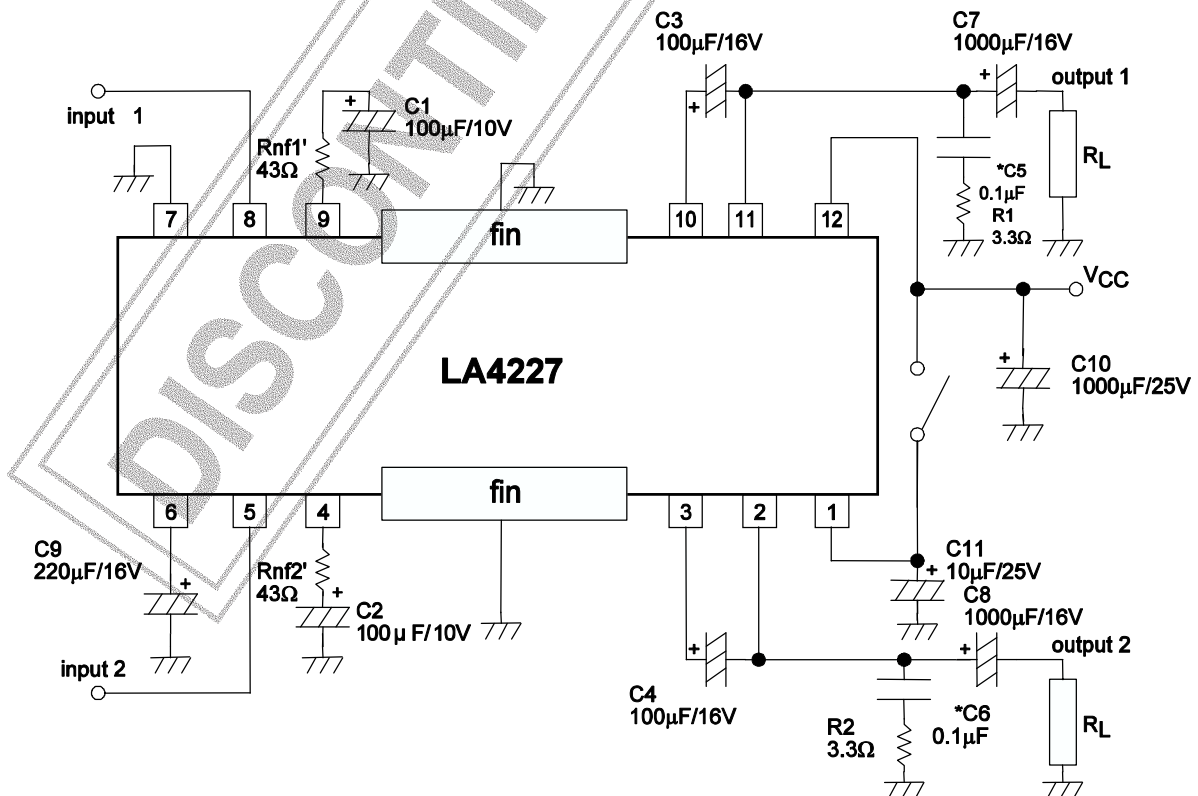 C3
100µF/16V
C7
1000µF/16V
output 1
input 1
C1
100µF/10V
Rnf1'
43Ω
*C5
0.1µF
R1
3.3Ω
RL
7
8
9
fin
10
11
12
VCC
LA4227
C10
1000µF/25V
DISCONTI
fin
6
5
4
3
2
1
C9
220µF/16V
Rnf2'
43Ω
C2
100µF/10V
C11
10µF/25V
C8
1000µF/16V
input 2
output 2
C4
100µF/16V
R2
3.3Ω
*C6
0.1µF
RL